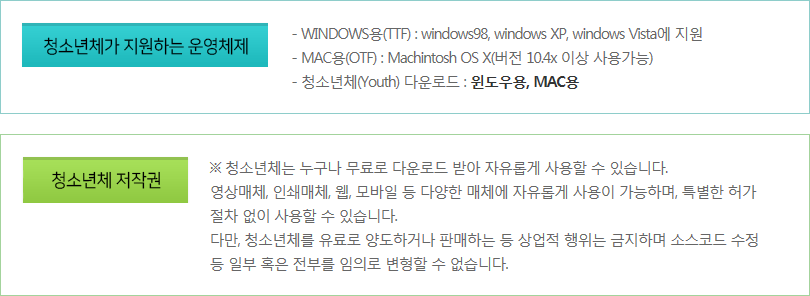 청소년체가 지원하는 운영체제
- WINDOWS용(TTF) : windows98, windows XP, windows Vista에 지원
- MAC용(OTF) : Machintosh OS X(버전 10.4x 이상 사용가능)
- 청소년체(Youth) 다운로드 : 윈도우용, MAC용
청소년체 저작권
※ 청소년체는 누구나 무료로 다운로드 받아 자유롭게 사용할 수 있습니다.
영상매체, 인쇄매체, 웹, 모바일 등 다양한 매체에 자유롭게 사용이 가능하며, 특별한 허가
절차 없이 사용할 수 있습니다.
다만, 청소년체를 유료로 양도하거나 판매하는 등 상업적 행위는 금지하며 소스코드 수정
등 일부 혹은 전부를 임의로 변형할 수 없습니다.